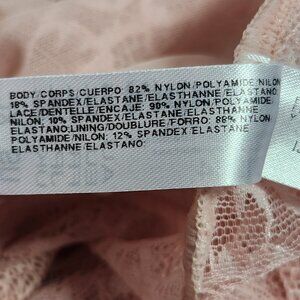 BODY/CORPS/CUERPO: 82% NYLON/POLYAMIDE/NILON
18% SPANDEX/ELASTANE/ELASTHANNE/ELASTANO
LACE/DENTELLE/ENCAJE: 90% NYLON/POLYAMIDE/
NILON; 10% SPANDEX/ELASTANE/ELASTHANNE/
ELASTANO;LINING/DOUBLURE/FORRO: 88% NYLON
POLYAMIDE/NILON; 12% SPANDEX/ELASTANE/
ELASTHANNE/ELASTANO